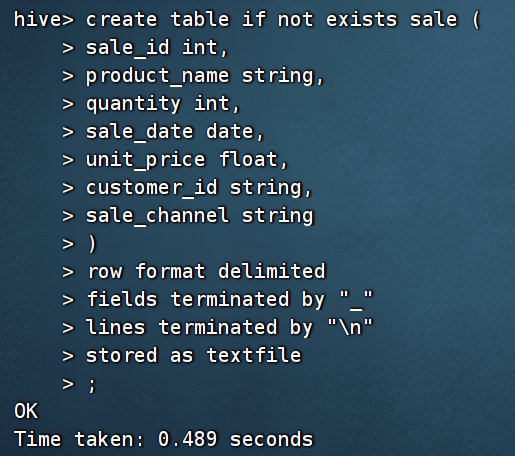 hive> create table if not exists sale (
    > sale_id int,
    > product_name string,
    > quantity int,
    > sale_date date,
    > unit_price float,
    > customer_id string,
    > sale_channel string
    > )
    > row format delimited
    > fields terminated by "_"
    > lines terminated by "\n"
    > stored as textfile
    > ;
OK
Time taken: 0.489 seconds